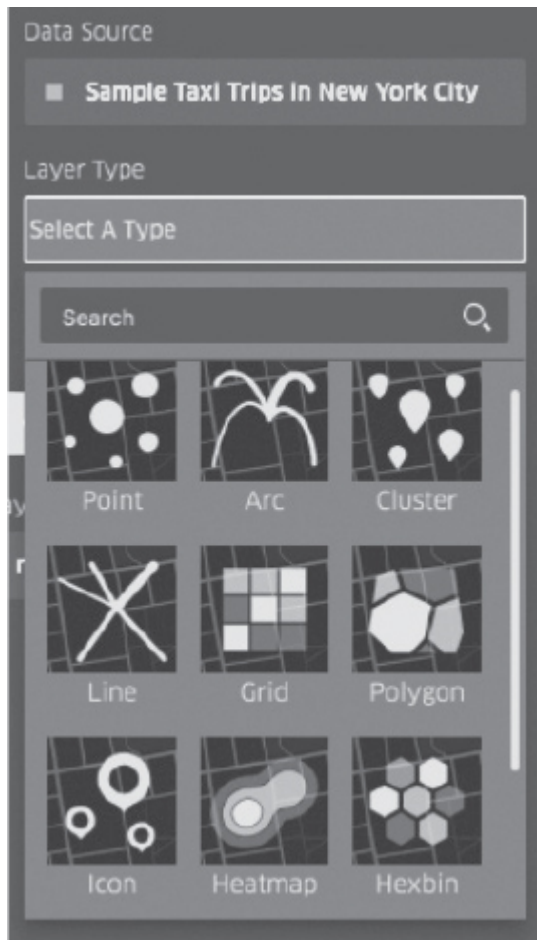 Data Source
Sample Taxi Trips in New York City
Layer Type
Select A Type
Search
Point Arc Cluster
Line Grid Polygon
Icon Heatmap Hexbin